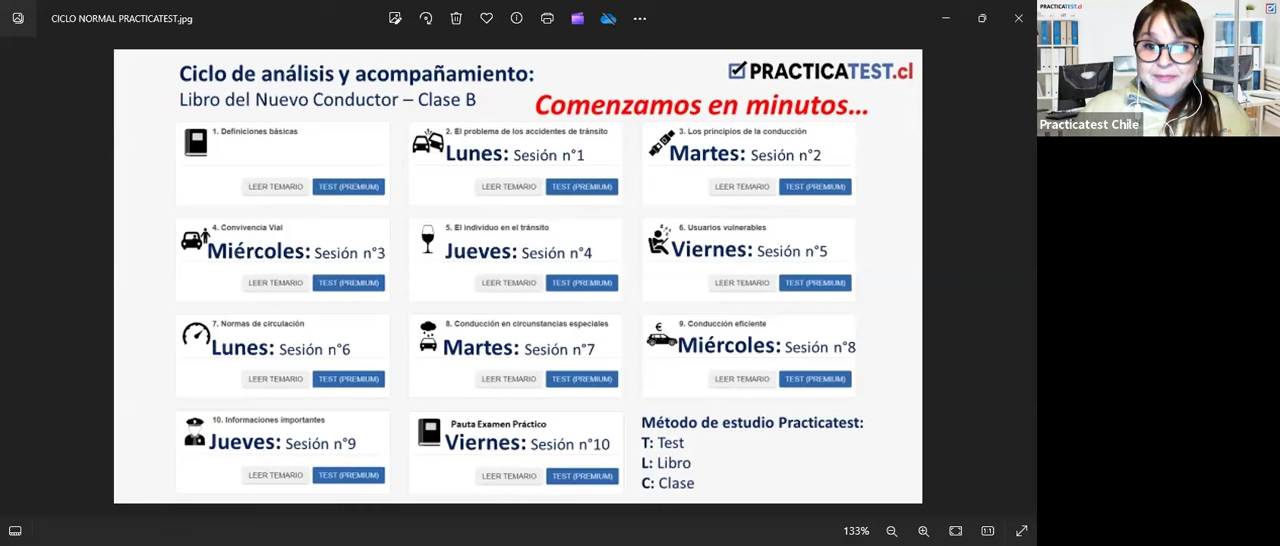 CICLO NORMAL PRACTICATEST.jpg
PRACTICATEST.cl
Ciclo de análisis y acompañamiento:
PRACTICATEST.cl
Libro del Nuevo Conductor – Clase B
Comenzamos en minutos...
1. Definiciones básicas
LEER TEMARIO
TEST (PREMIUM)
2. El problema de los accidentes de tránsito
Lunes: Sesión n°1
LEER TEMARIO
TEST (PREMIUM)
3. Los principios de la conducción
Martes: Sesión n°2
LEER TEMARIO
TEST (PREMIUM)
4. Convivencia Vial
Miércoles: Sesión n°3
LEER TEMARIO
TEST (PREMIUM)
5. El individuo en el tránsito
Jueves: Sesión n°4
LEER TEMARIO
TEST (PREMIUM)
6. Usuarios vulnerables
Viernes: Sesión n°5
LEER TEMARIO
TEST (PREMIUM)
7. Normas de circulación
Lunes: Sesión n°6
LEER TEMARIO
TEST (PREMIUM)
8. Conducción en circunstancias especiales
Martes: Sesión n°7
LEER TEMARIO
TEST (PREMIUM)
€
9. Conducción eficiente
Miércoles: Sesión n°8
LEER TEMARIO
TEST (PREMIUM)
10. Informaciones importantes
Jueves: Sesión n°9
LEER TEMARIO
TEST (PREMIUM)
Pauta Examen Práctico
Viernes: Sesión n°10
LEER TEMARIO
TEST (PREMIUM)
Método de estudio Practicatest:
T: Test
L: Libro
C: Clase
Practicatest Chile
133%
1:1